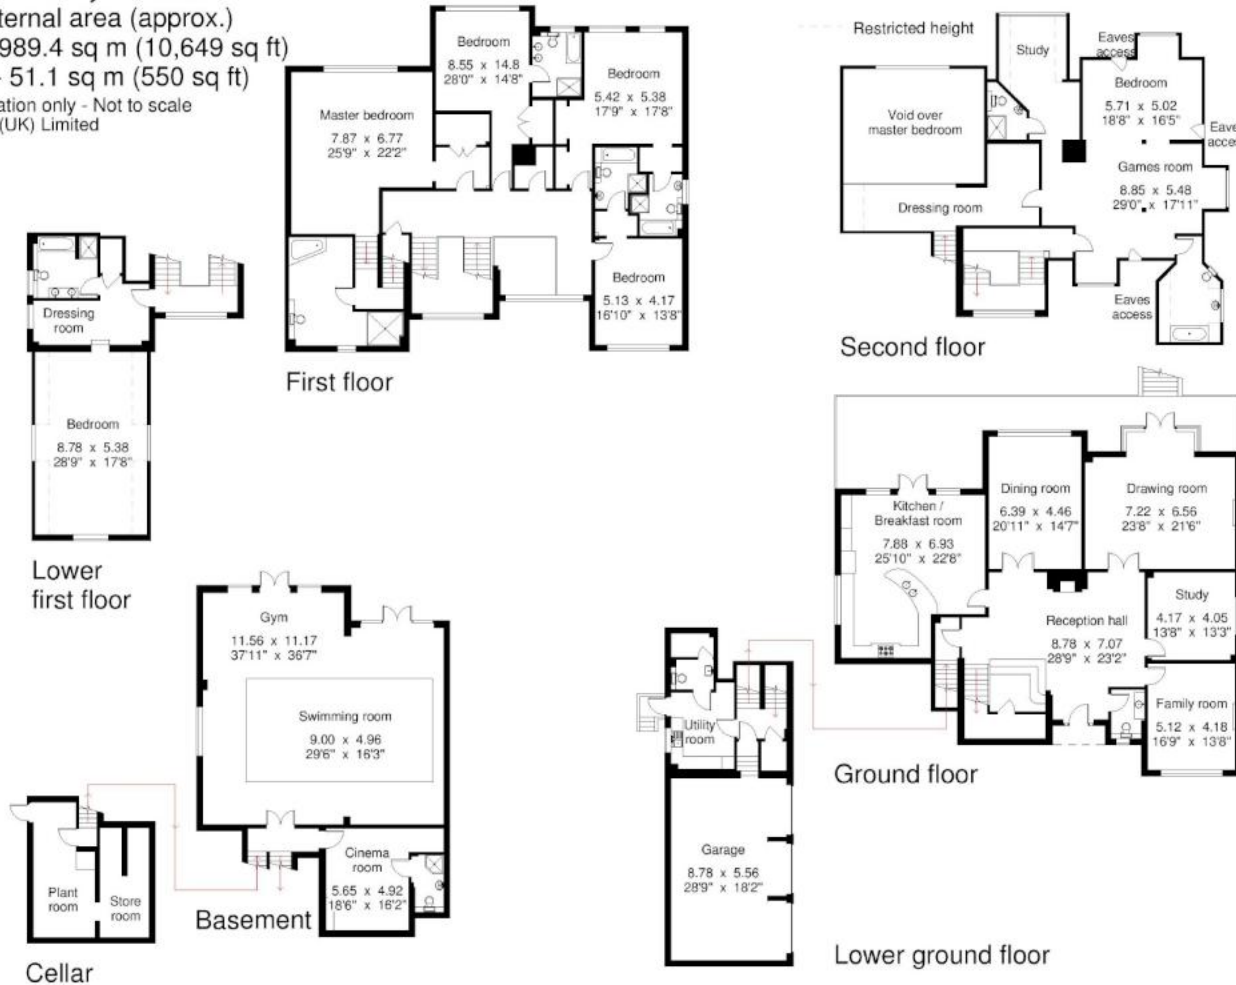 ternal area (approx.)
989.4 sq m (10,649 sq ft)
51.1 sq m (550 sq ft)
ation only - Not to scale
(UK) Limited
Bedroom
8.55 x 14.8
28'0" x 14'8"
Bedroom
5.42 x 5.38
17'9" x 17'8"
Master bedroom
7.87 x 6.77
25'9" x 22'2"
Bedroom
5.13 x 4.17
16'10" x 13'8"
First floor
Restricted height
Study
Eaves
access
Bedroom
5.71 x 5.02
18'8" x 16'5"
Void over
master bedroom
Eave
acces
Games room
8.85 x 5.48
29'0" x 17'11"
Dressing room
Eaves
access
Second floor
Dressing
room
Bedroom
8.78 x 5.38
28'9" x 17'8"
Lower
first floor
Kitchen /
Breakfast room
7.88 x 6.93
25'10" x 22'8"
Dining room
6.39 x 4.46
20'11" x 14'7"
Drawing room
7.22 x 6.56
23'8" x 21'6"
Reception hall
8.78 x 7.07
28'9" x 23'2"
Study
4.17 x 4.05
13'8" x 13'3"
Family room
5.12 x 4.18
16'9" x 13'8"
Ground floor
Gym
11.56 x 11.17
37'11" x 36'7"
Swimming room
9.00 x 4.96
29'6" x 16'3"
Cinema
room
5.65 x 4.92
18'6" x 16'2"
Basement
Plant
room
Store
room
Cellar
Utility
room
Garage
8.78 x 5.56
28'9" x 18'2"
Lower ground floor